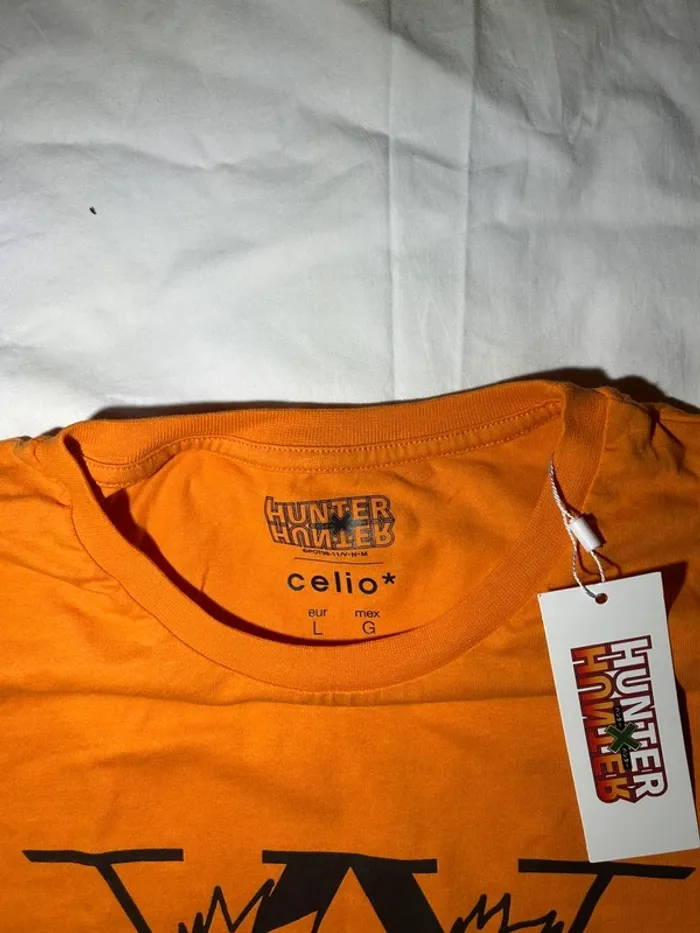 HUNTER
HUNTER
celio*
eur mex
L G
HUNTER
X
HUNTER